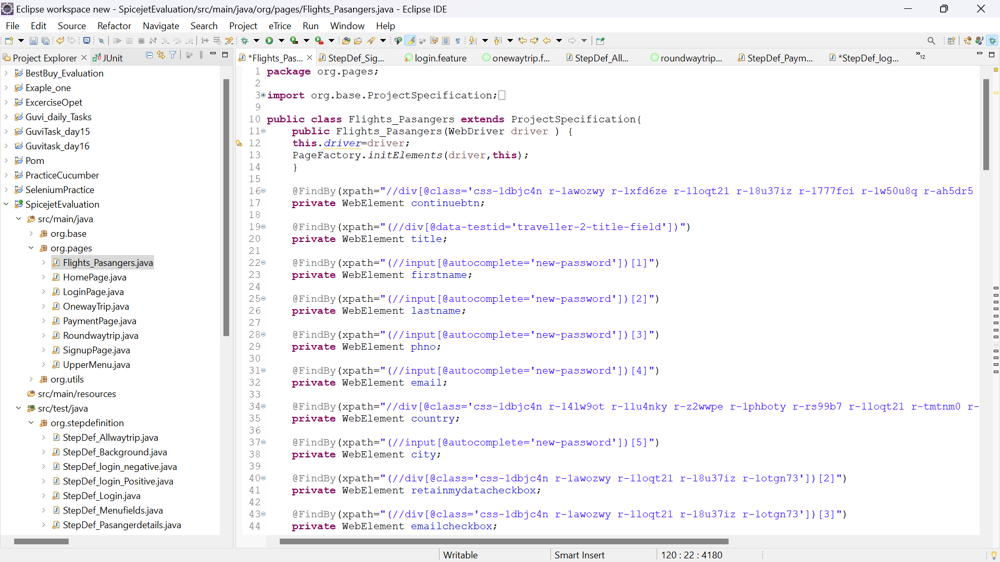 Eclipse workspace new - SpicejetEvaluation/src/main/java/org/pages/Flights_Pasangers.java - Eclipse IDE
File Edit Source Refactor Navigate Search Project eTrice Run Window Help
Project Explorer JUnit
BestBuy_Evaluation
Exaple_one
ExcerciseOpet
Guvi_daily_Tasks
GuviTask_day15
Guvitask_day16
Pom
PracticeCucumber
SeleniumPractice
SpicejetEvaluation
src/main/java
org.base
org.pages
Flights_Pasangers.java
HomePage.java
LoginPage.java
OnewayTrip.java
PaymentPage.java
Roundwaytrip.java
SignupPage.java
UpperMenu.java
org.utils
src/main/resources
src/test/java
org.stepdefinition
StepDef_Allwaytrip.java
StepDef_Background.java
StepDef_login_negative.java
StepDef_login_Positive.java
StepDef_Login.java
StepDef_Menufields.java
StepDef_Pasangerdetails.java
*Flights_Pas... StepDef_Sig... login.feature onewaytrip.f... StepDef_All... roundwaytrip... StepDef_Paym... *StepDef_log... »12
1 package org.pages;
2
3 import org.base.ProjectSpecification;
9
10 public class Flights_Pasangers extends ProjectSpecification{
11 public Flights_Pasangers(WebDriver driver ) {
12 this.driver=driver;
13 PageFactory.initElements(driver,this);
14 }
15
16 @FindBy(xpath="//div[@class='css-1dbjc4n r-1awozwy r-1xfd6ze r-1loqt21 r-18u37iz r-1777fci r-1w50u8q r-ah5dr5
17 private WebElement continuebtn;
18
19 @FindBy(xpath="(//div[@data-testid='traveller-2-title-field'])")
20 private WebElement title;
21
22 @FindBy(xpath="(//input[@autocomplete='new-password'])[1]")
23 private WebElement firstname;
24
25 @FindBy(xpath="(//input[@autocomplete='new-password'])[2]")
26 private WebElement lastname;
27
28 @FindBy(xpath="(//input[@autocomplete='new-password'])[3]")
29 private WebElement phno;
30
31 @FindBy(xpath="(//input[@autocomplete='new-password'])[4]")
32 private WebElement email;
33
34 @FindBy(xpath="//div[@class='css-1dbjc4n r-14lw9ot r-11u4nky r-z2wwpe r-1phboty r-rs99b7 r-1loqt21 r-tmtnm0 r-
35 private WebElement country;
36
37 @FindBy(xpath="(//input[@autocomplete='new-password'])[5]")
38 private WebElement city;
39
40 @FindBy(xpath="(//div[@class='css-1dbjc4n r-1awozwy r-1loqt21 r-18u37iz r-1otgn73'])[2]")
41 private WebElement retainmydatacheckbox;
42
43 @FindBy(xpath="(//div[@class='css-1dbjc4n r-1awozwy r-1loqt21 r-18u37iz r-1otgn73'])[3]")
44 private WebElement emailcheckbox;
Writable Smart Insert 120 : 22 : 4180